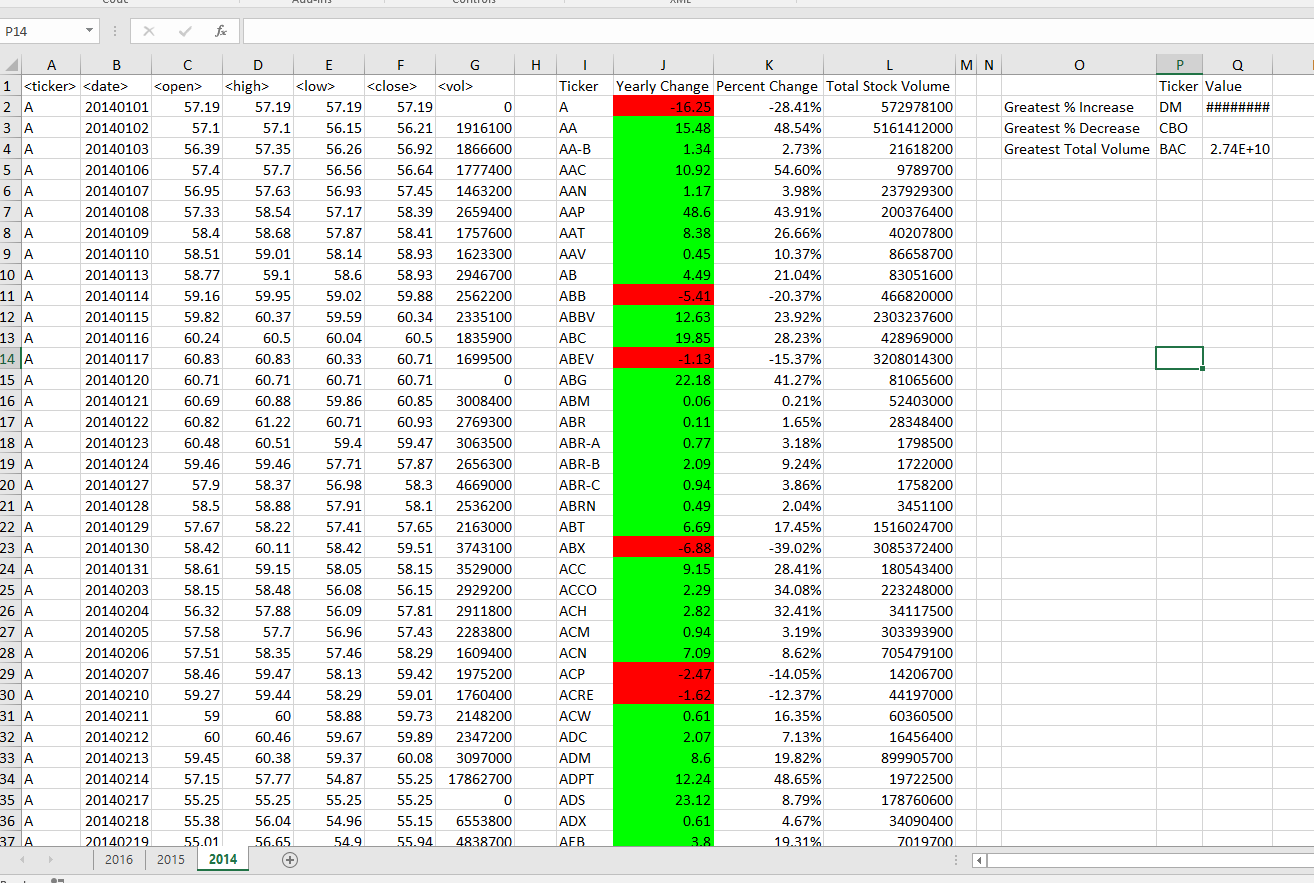 P14 fx
A B C D E F G H I J K L M N O P Q
1 <ticker> <date> <open> <high> <low> <close> <vol> Ticker Yearly Change Percent Change Total Stock Volume Ticker Value
2 A 20140101 57.19 57.19 57.19 57.19 0 A -16.25 -28.41% 572978100 Greatest % Increase DM ########
3 A 20140102 57.1 57.1 56.15 56.21 1916100 AA 15.48 48.54% 5161412000 Greatest % Decrease CBO
4 A 20140103 56.39 57.35 56.26 56.92 1866600 AA-B 1.34 2.73% 21618200 Greatest Total Volume BAC 2.74E+10
5 A 20140106 57.4 57.7 56.56 56.64 1777400 AAC 10.92 54.60% 9789700
6 A 20140107 56.95 57.63 56.93 57.45 1463200 AAN 1.17 3.98% 237929300
7 A 20140108 57.33 58.54 57.17 58.39 2659400 AAP 48.6 43.91% 200376400
8 A 20140109 58.4 58.68 57.87 58.41 1757600 AAT 8.38 26.66% 40207800
9 A 20140110 58.51 59.01 58.14 58.93 1623300 AAV 0.45 10.37% 86658700
10 A 20140113 58.77 59.1 58.6 58.93 2946700 AB 4.49 21.04% 83051600
11 A 20140114 59.16 59.95 59.02 59.88 2562200 ABB -5.41 -20.37% 466820000
12 A 20140115 59.82 60.37 59.59 60.34 2335100 ABBV 12.63 23.92% 2303237600
13 A 20140116 60.24 60.5 60.04 60.5 1835900 ABC 19.85 28.23% 428969000
14 A 20140117 60.83 60.83 60.33 60.71 1699500 ABEV -1.13 -15.37% 3208014300
15 A 20140120 60.71 60.71 60.71 60.71 0 ABG 22.18 41.27% 81065600
16 A 20140121 60.69 60.88 59.86 60.85 3008400 ABM 0.06 0.21% 52403000
17 A 20140122 60.82 61.22 60.71 60.93 2769300 ABR 0.11 1.65% 28348400
18 A 20140123 60.48 60.51 59.4 59.47 3063500 ABR-A 0.77 3.18% 1798500
19 A 20140124 59.46 59.46 57.71 57.87 2656300 ABR-B 2.09 9.24% 1722000
20 A 20140127 57.9 58.37 56.98 58.3 4669000 ABR-C 0.94 3.86% 1758200
21 A 20140128 58.5 58.88 57.91 58.1 2536200 ABRN 0.49 2.04% 3451100
22 A 20140129 57.67 58.22 57.41 57.65 2163000 ABT 6.69 17.45% 1516024700
23 A 20140130 58.42 60.11 58.42 59.51 3743100 ABX -6.88 -39.02% 3085372400
24 A 20140131 58.61 59.15 58.05 58.15 3529000 ACC 9.15 28.41% 180543400
25 A 20140203 58.15 58.48 56.08 56.15 2929200 ACCO 2.29 34.08% 223248000
26 A 20140204 56.32 57.88 56.09 57.81 2911800 ACH 2.82 32.41% 34117500
27 A 20140205 57.58 57.7 56.96 57.43 2283800 ACM 0.94 3.19% 303393900
28 A 20140206 57.51 58.35 57.46 58.29 1609400 ACN 7.09 8.62% 705479100
29 A 20140207 58.46 59.47 58.13 59.42 1975200 ACP -2.47 -14.05% 14206700
30 A 20140210 59.27 59.44 58.29 59.01 1760400 ACRE -1.62 -12.37% 44197000
31 A 20140211 59 60 58.88 59.73 2148200 ACW 0.61 16.35% 60360500
32 A 20140212 60 60.46 59.67 59.89 2347200 ADC 2.07 7.13% 16456400
33 A 20140213 59.45 60.38 59.37 60.08 3097000 ADM 8.6 19.82% 899905700
34 A 20140214 57.15 57.77 54.87 55.25 17862700 ADPT 12.24 48.65% 19722500
35 A 20140217 55.25 55.25 55.25 55.25 0 ADS 23.12 8.79% 178760600
36 A 20140218 55.38 56.04 54.96 55.15 6553800 ADX 0.61 4.67% 34090400
37 A 20140219 55.01 56.65 54.9 55.94 4838700 AEB 3.8 19.31% 7019700
2016 2015 2014